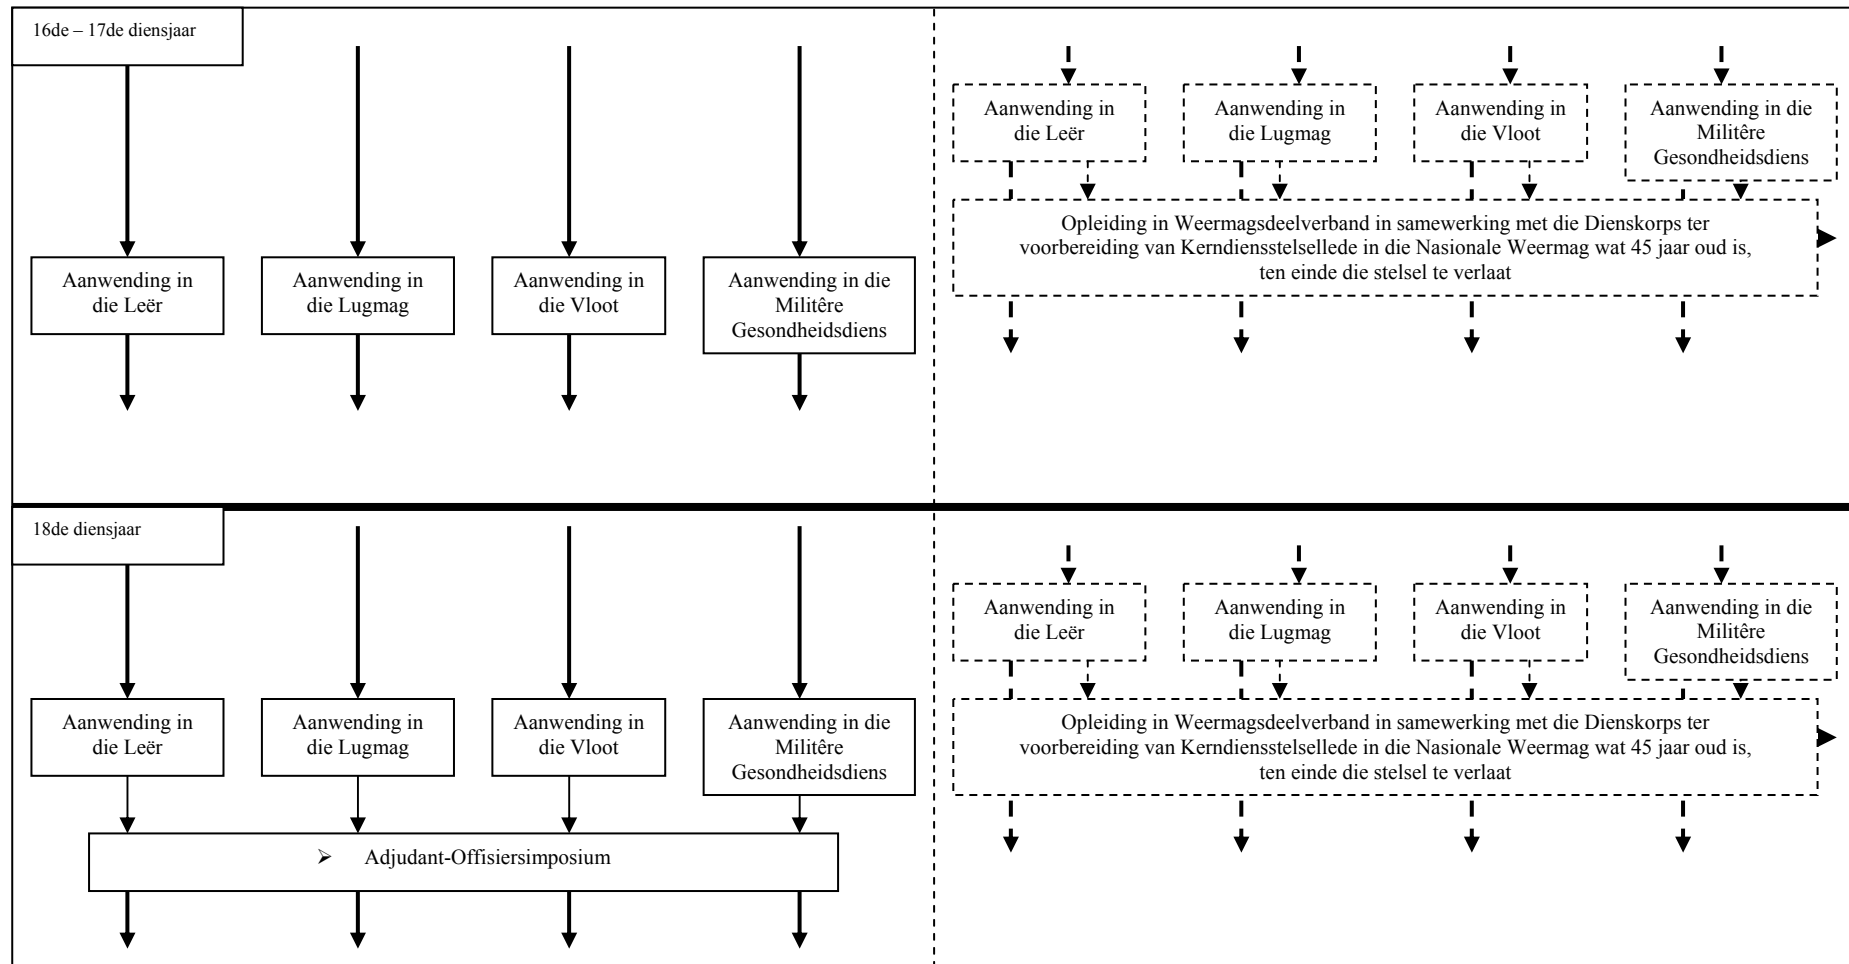 16de – 17de diensjaar
Aanwending in
die Leër
Aanwending in
die Lugmag
Aanwending in
die Vloot
Aanwending in die
Militêre
Gesondheidsdiens
Aanwending in
die Leër
Aanwending in
die Lugmag
Aanwending in
die Vloot
Aanwending in die
Militêre
Gesondheidsdiens
Opleiding in Weermagsdeelverband in samewerking met die Dienskorps ter
voorbereiding van Kerndiensstelsellede in die Nasionale Weermag wat 45 jaar oud is,
ten einde die stelsel te verlaat
18de diensjaar
Aanwending in
die Leër
Aanwending in
die Lugmag
Aanwending in
die Vloot
Aanwending in die
Militêre
Gesondheidsdiens
➢ Adjudant-Offisiersimposium
Aanwending in
die Leër
Aanwending in
die Lugmag
Aanwending in
die Vloot
Aanwending in die
Militêre
Gesondheidsdiens
Opleiding in Weermagsdeelverband in samewerking met die Dienskorps ter
voorbereiding van Kerndiensstelsellede in die Nasionale Weermag wat 45 jaar oud is,
ten einde die stelsel te verlaat